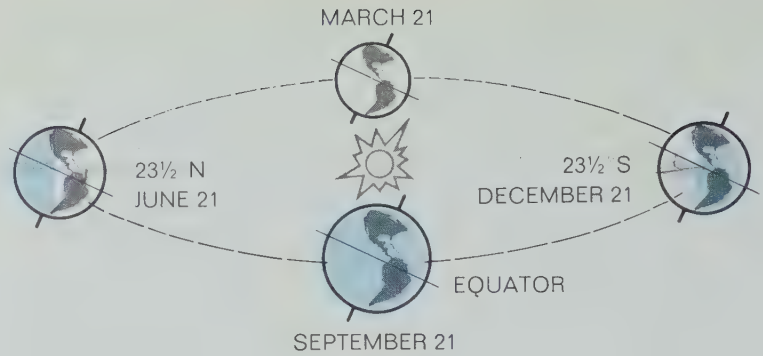 MARCH 21
23½ N
JUNE 21
23½ S
DECEMBER 21
EQUATOR
SEPTEMBER 21